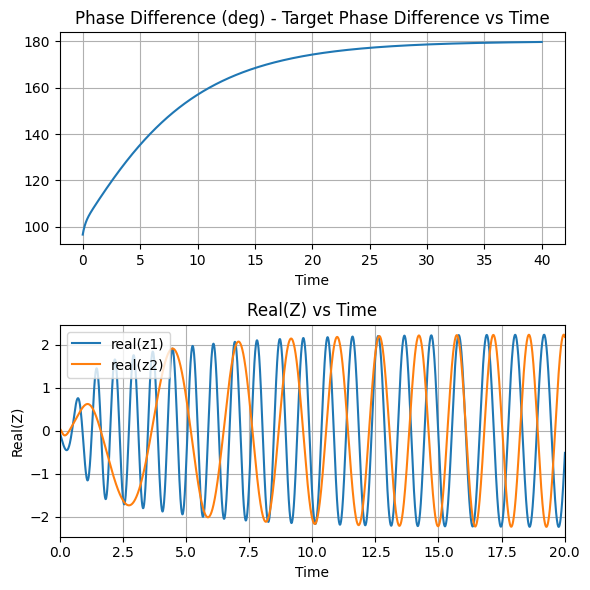 Phase Difference (deg) - Target Phase Difference vs Time
180
160
140
120
100
0 5 10 15 20 25 30 35 40
Time
Real(Z) vs Time
real(z1)
real(z2)
Real(Z)
2
1
0
−1
−2
0.0 2.5 5.0 7.5 10.0 12.5 15.0 17.5 20.0
Time